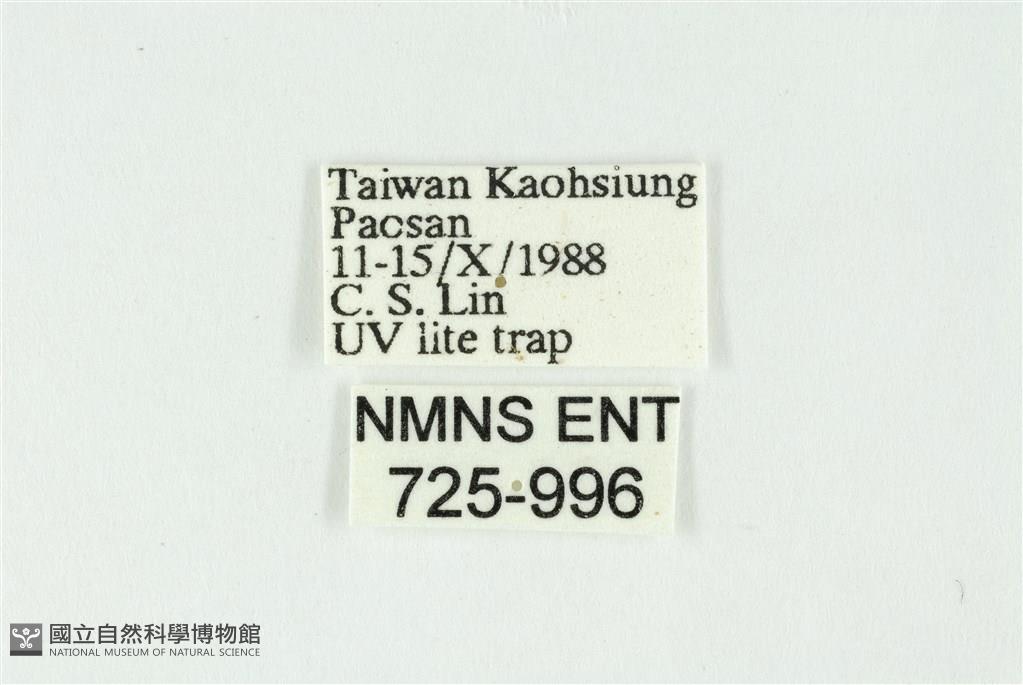 Taiwan Kaohsiung
Paosan
11-15/X/1988
C. S. Lin
UV lite trap
NMNS ENT
725-996
國立自然科學博物館
NATIONAL MUSEUM OF NATURAL SCIENCE